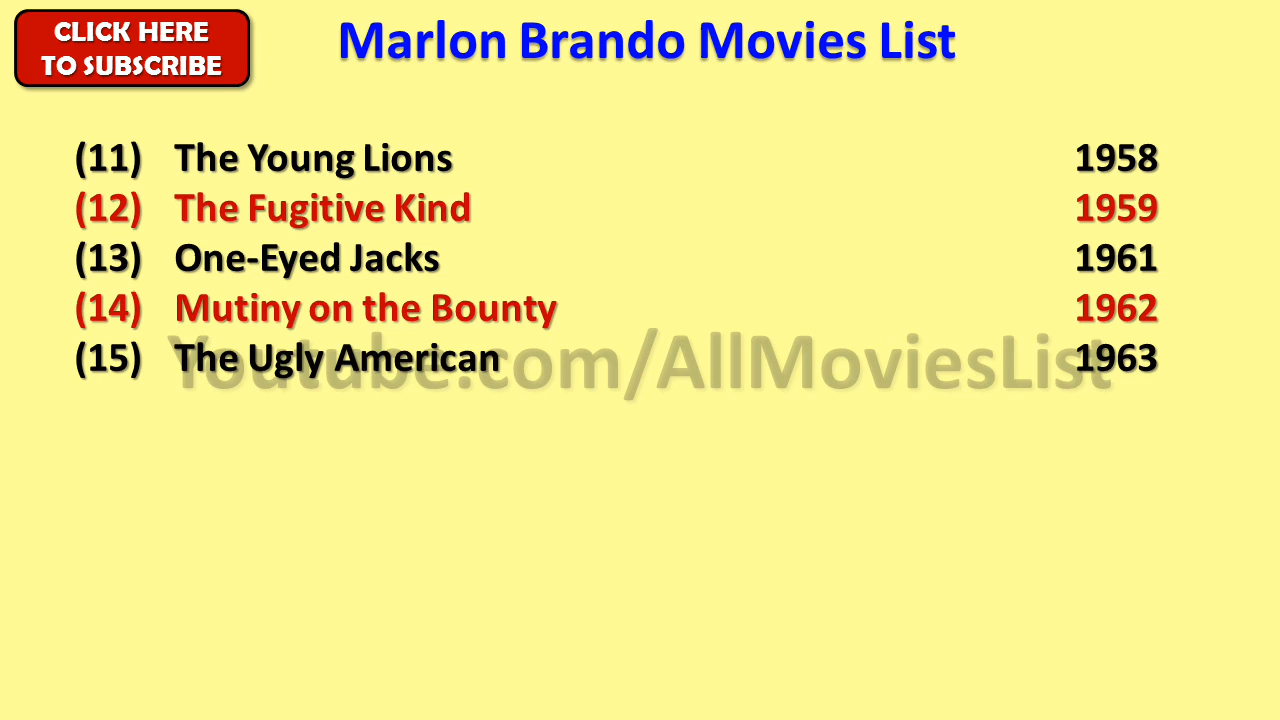 CLICK HERE
TO SUBSCRIBE
Marlon Brando Movies List
(11) The Young Lions 1958
(12) The Fugitive Kind 1959
(13) One-Eyed Jacks 1961
(14) Mutiny on the Bounty 1962
(15) The Ugly American 1963
Youtube.com/AllMoviesList